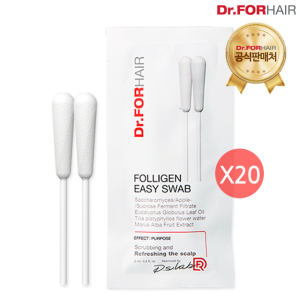 Dr.FORHAIR
Dr.FORHAIR
공식판매처
Dr.FORHAIR
FOLLIGEN
EASY SWAB
Saccharomyces/Apple-
/Sucrose Ferment Filtrate
Eucalyptus Globulus Leaf Oil
Tilia platyphyllos flower water
Morus Alba Fruit Extract
EFFECT/PURPOSE
Scrubbing and
Refreshing the scalp
X20